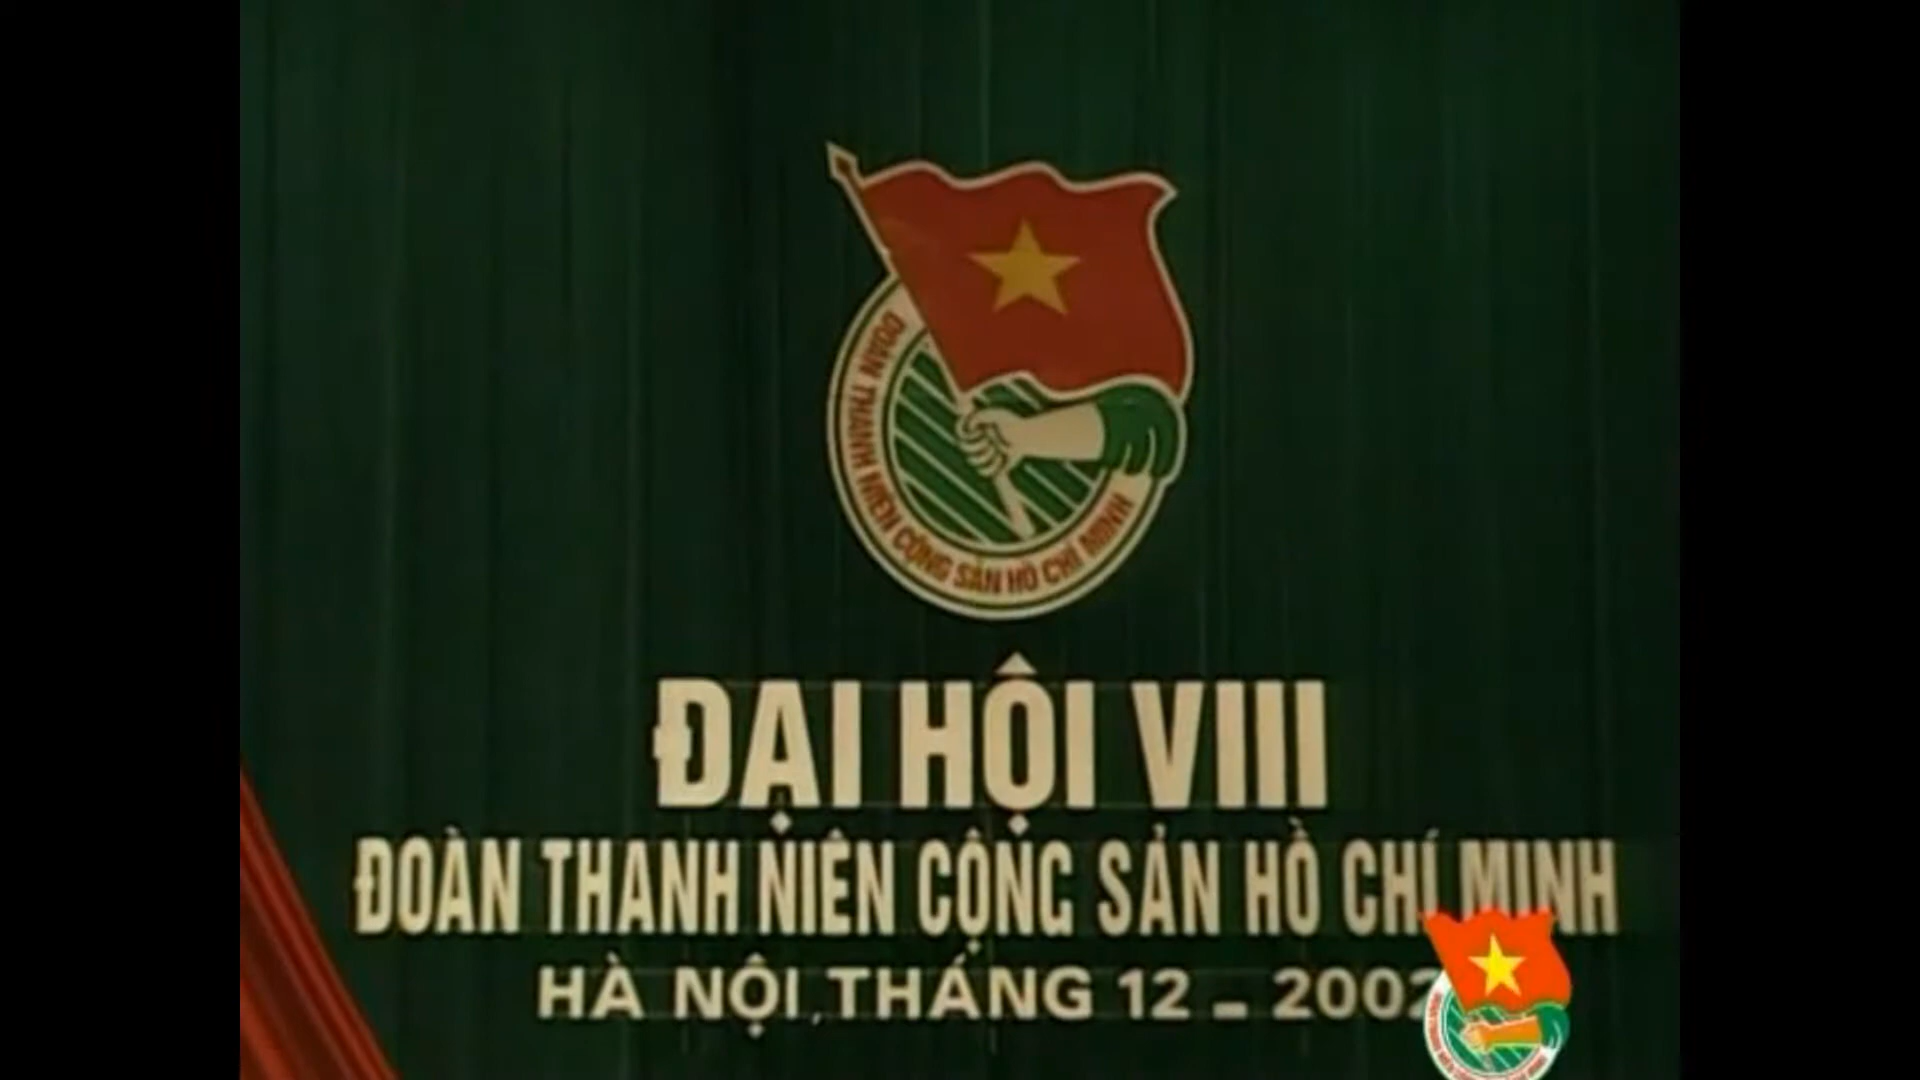 ĐOÀN THANH NIÊN CỘNG SẢN HỒ CHÍ MINH
ĐẠI HỘI VIII
ĐOÀN THANH NIÊN CỘNG SẢN HỒ CHÍ MINH
HÀ NỘI, THÁNG 12 - 2002